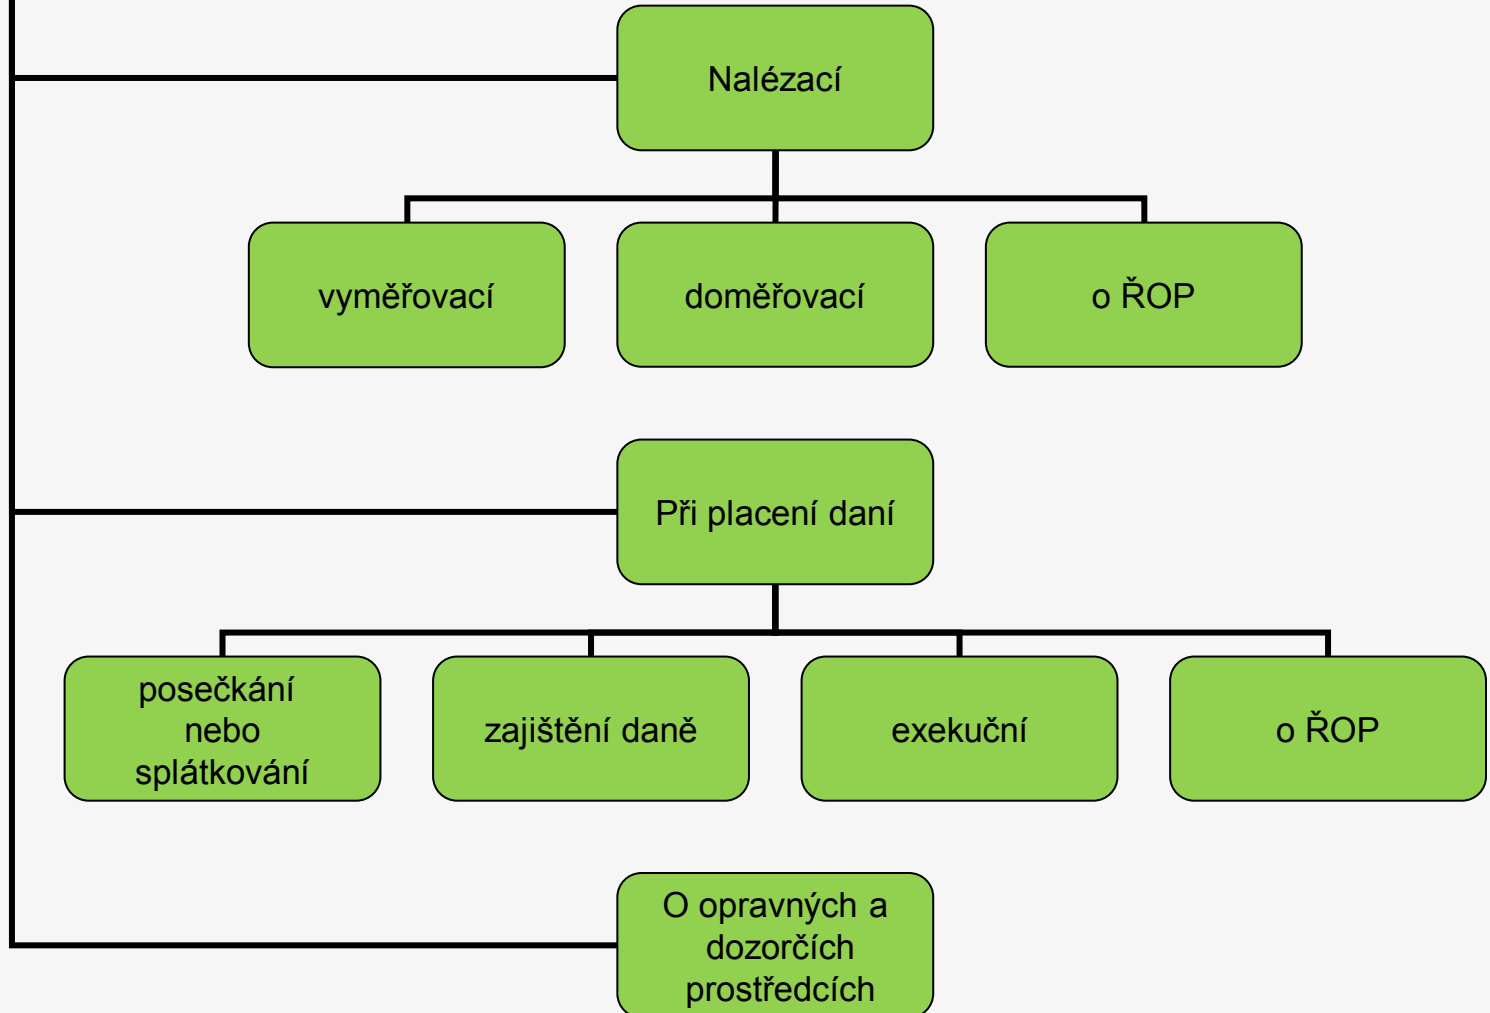 Nalézací
vyměřovací
doměřovací
o ŘOP
Při placení daní
posečkání
nebo
splátkování
zajištění daně
exekuční
o ŘOP
O opravných a
dozorčích
prostředcích